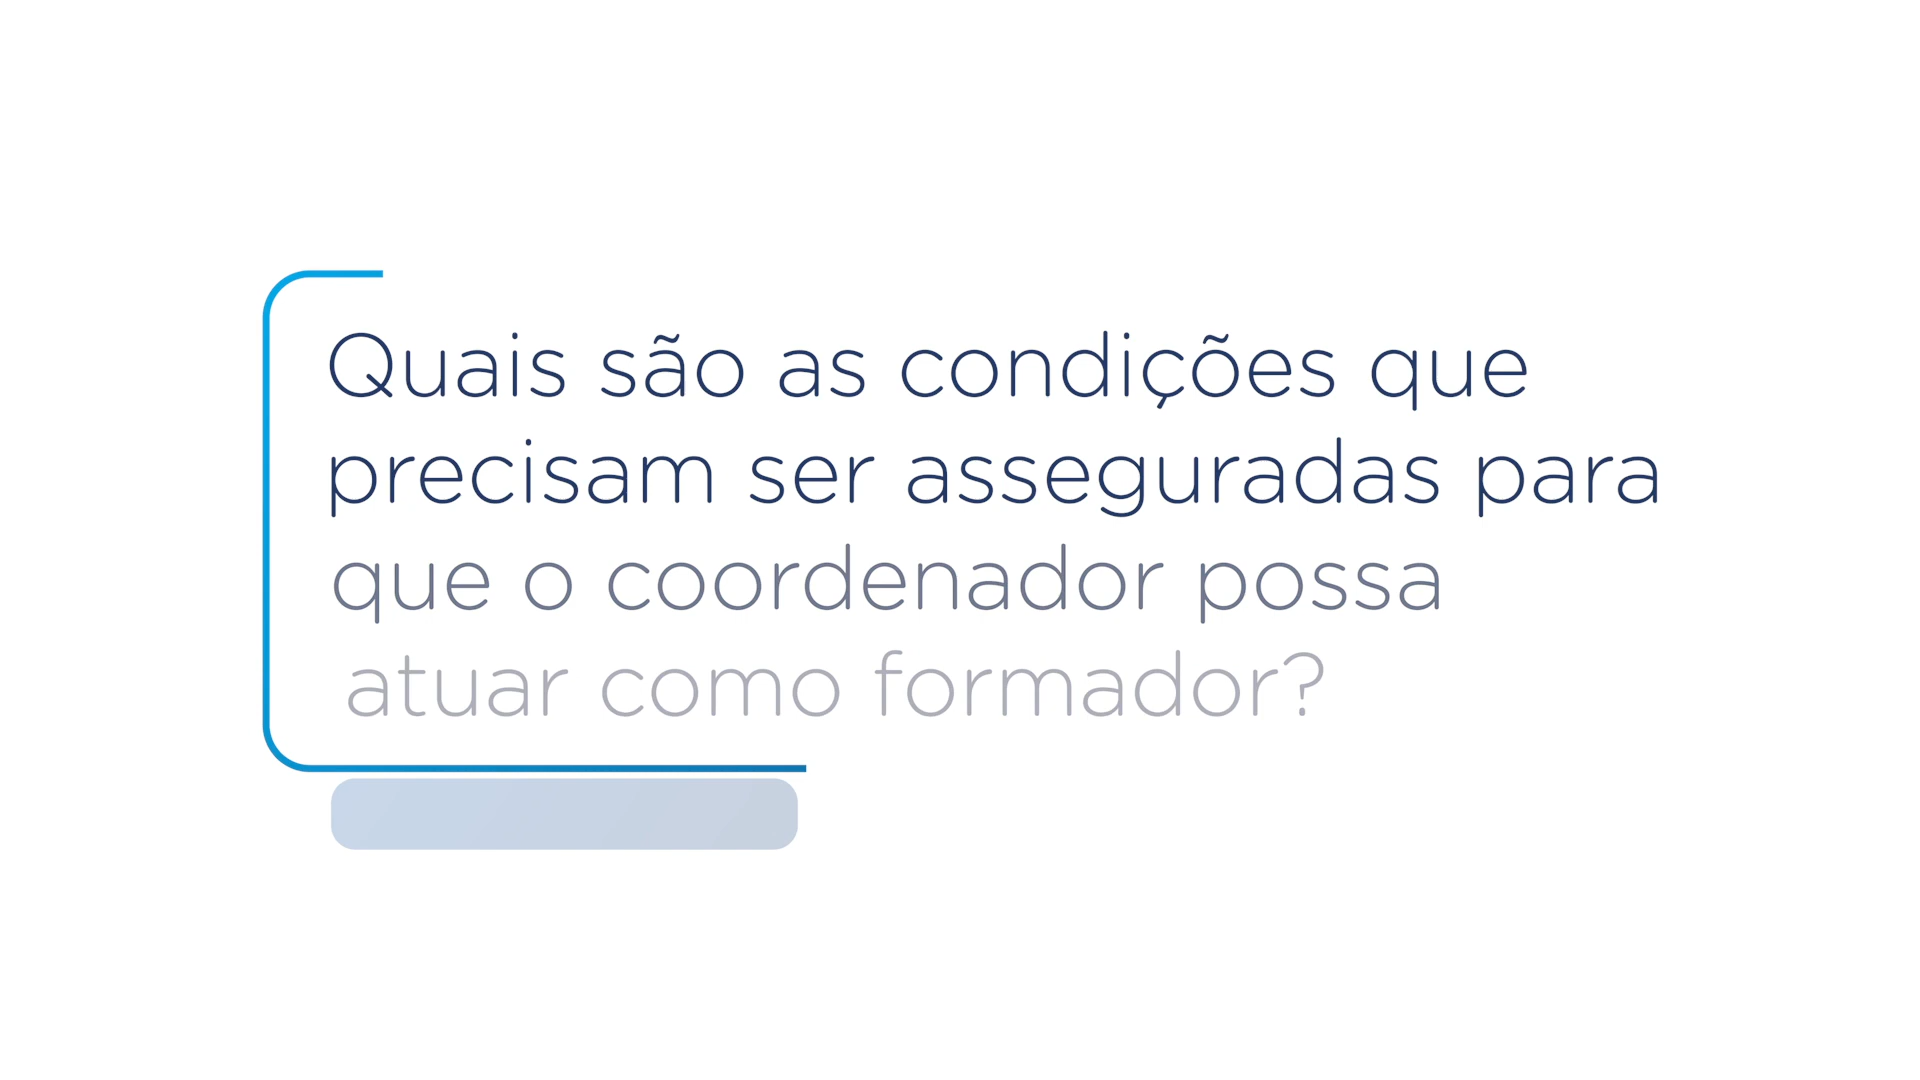 Quais são as condições que
precisam ser asseguradas para
que o coordenador possa
atuar como formador?